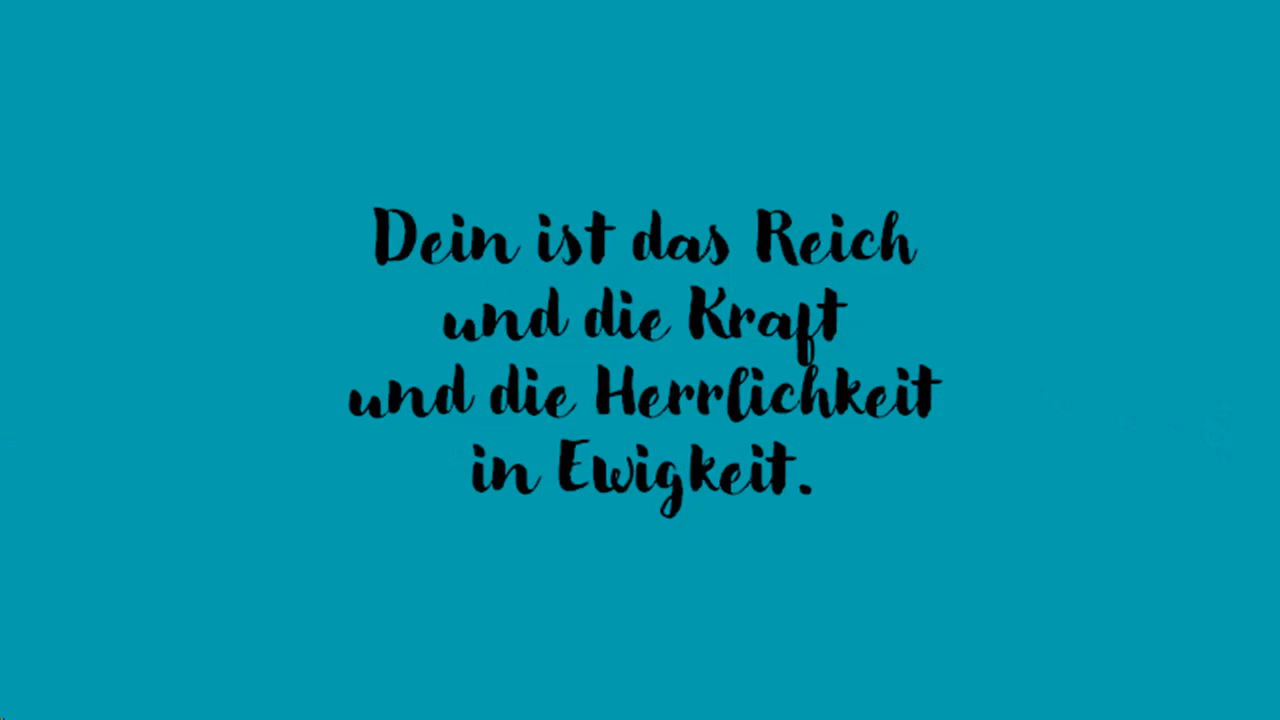 Dein ist das Reich
und die Kraft
und die Herrlichkeit
in Ewigkeit.